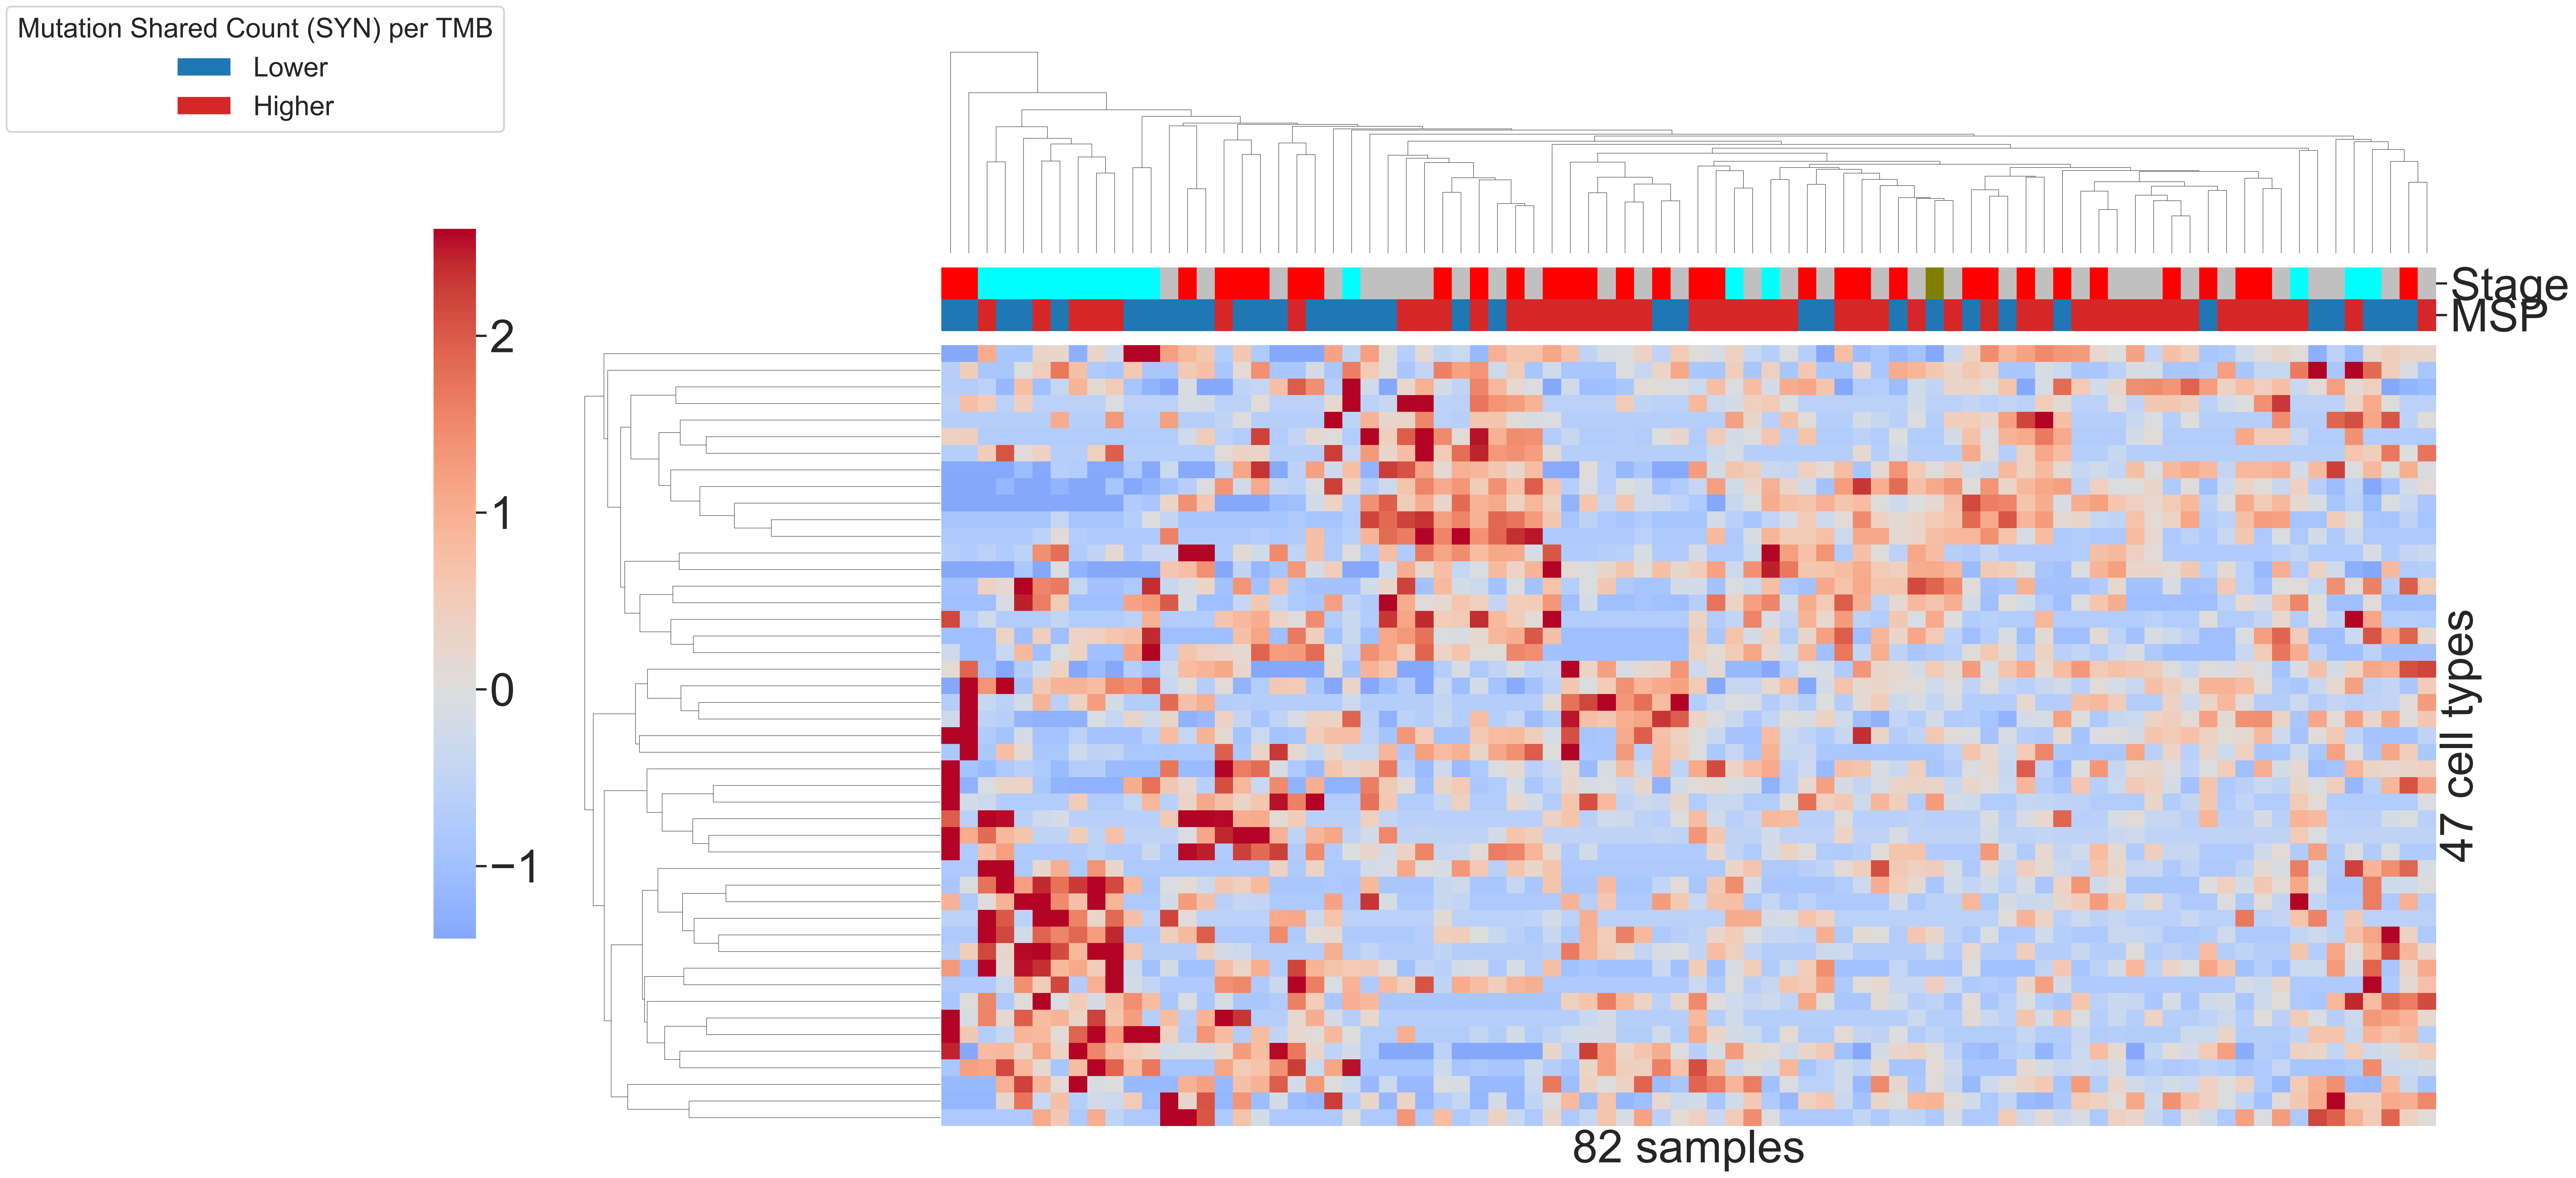 Mutation Shared Count (SYN) per TMB
Lower
Higher
2
1
0
−1
Stage
MSP
47 cell types
82 samples